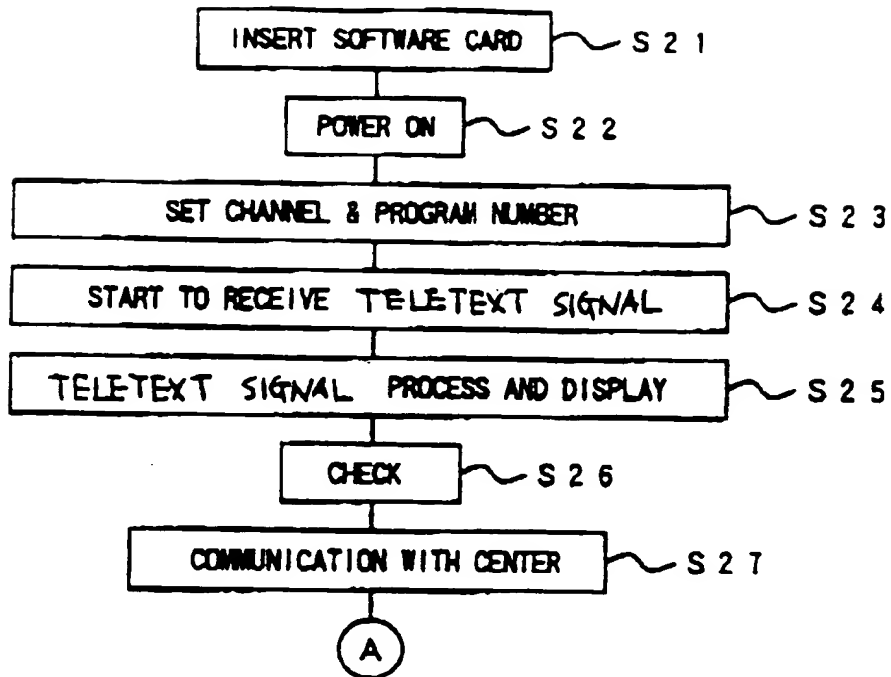 INSERT SOFTWARE CARD S21
POWER ON S22
SET CHANNEL & PROGRAM NUMBER S23
START TO RECEIVE TELETEXT SIGNAL S24
TELETEXT SIGNAL PROCESS AND DISPLAY S25
CHECK S26
COMMUNICATION WITH CENTER S27
A